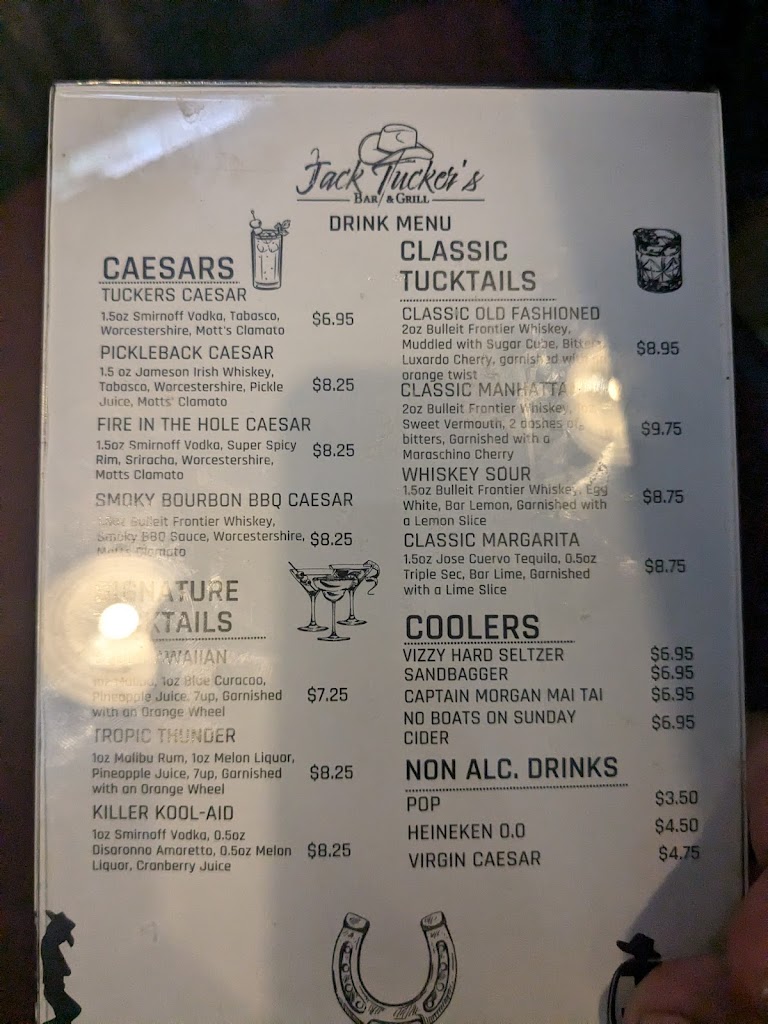 Jack Tucker's
BAR & GRILL
DRINK MENU
CAESARS
TUCKERS CAESAR
1.5oz Smirnoff Vodka, Tabasco,
Worcestershire, Mott's Clamato
$6.95
PICKLEBACK CAESAR
1.5 oz Jameson Irish Whiskey,
Tabasco, Worcestershire, Pickle
Juice, Motts' Clamato
$8.25
FIRE IN THE HOLE CAESAR
1.5oz Smirnoff Vodka, Super Spicy
Rim, Sriracha, Worcestershire,
Motts Clamato
$8.25
SMOKY BOURBON BBQ CAESAR
Bulleit Frontier Whiskey,
Smoky BBQ Sauce, Worcestershire,
Motts Clamato
$8.25
SIGNATURE
1oz Blue Curacao,
Pineapple Juice, 7up, Garnished
with an Orange Wheel
$7.25
TROPIC THUNDER
1oz Malibu Rum, 1oz Melon Liquor,
Pineapple Juice, 7up, Garnished
with an Orange Wheel
$8.25
KILLER KOOL-AID
1oz Smirnoff Vodka, 0.5oz
Disaronno Amaretto, 0.5oz Melon
Liquor, Cranberry Juice
$8.25
CLASSIC
TUCKTAILS
CLASSIC OLD FASHIONED
2oz Bulleit Frontier Whiskey,
Muddled with Sugar Cube, Bitters,
Luxardo Cherry, garnished
orange twist
$8.95
CLASSIC MANHATTAN
2oz Bulleit Frontier Whiskey,
Sweet Vermouth, 2 dashes of
bitters, Garnished with a
Maraschino Cherry
$9.75
WHISKEY SOUR
1.5oz Bulleit Frontier Whiskey, Egg
White, Bar Lemon, Garnished with
a Lemon Slice
$8.75
CLASSIC MARGARITA
1.5oz Jose Cuervo Tequila, 0.5oz
Triple Sec, Bar Lime, Garnished
with a Lime Slice
$8.75
COOLERS
VIZZY HARD SELTZER $6.95
SANDBAGGER $6.95
CAPTAIN MORGAN MAI TAI $6.95
NO BOATS ON SUNDAY
CIDER
$6.95
NON ALC. DRINKS
POP $3.50
HEINEKEN 0.0 $4.50
VIRGIN CAESAR $4.75